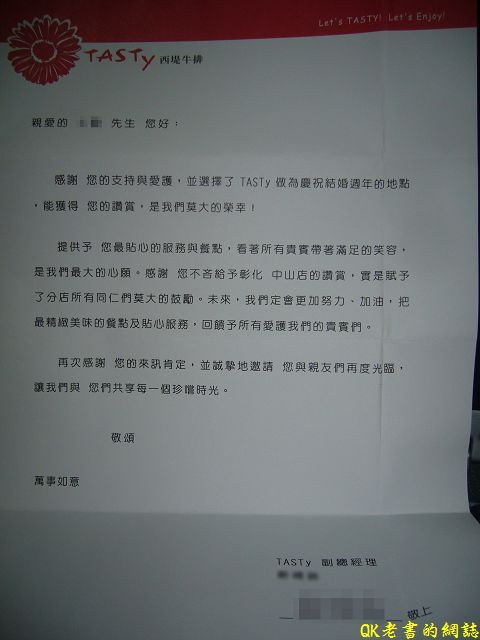 Let's TASTY! Let's Enjoy!
TASTy 西堤牛排
親愛的 先生 您好：
感謝 您的支持與愛護，並選擇了 TASTy 做為慶祝結婚週年的地點
，能獲得 您的讚賞，是我們莫大的榮幸！
提供予 您最貼心的服務與餐點，看著所有貴賓帶著滿足的笑容，
是我們最大的心願。感謝 您不吝給予彰化 中山店的讚賞，實是賦予
了分店所有同仁們莫大的鼓勵。未來，我們定會更加努力、加油，把
最精緻美味的餐點及貼心服務，回饋予所有愛護我們的貴賓們。
再次感謝 您的來訊肯定，並誠摯地邀請 您與親友們再度光臨，
讓我們與 您們共享每一個珍嚐時光。
敬頌
萬事如意
TASTy 副總經理
敬上
QK老書的網誌